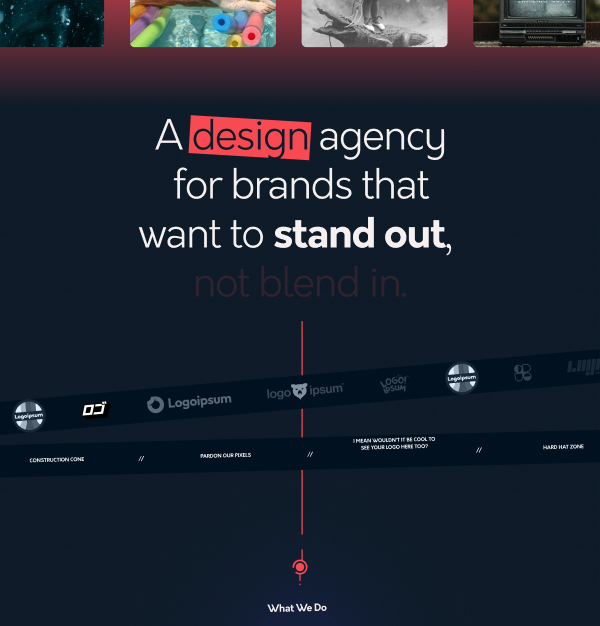 A design agency
for brands that
want to stand out,
not blend in.
Logoipsum
ロゴ
Logoipsum
logo ipsum
LOGO!
IPSUM
Logoipsum
CONSTRUCTION CONE
//
PARDON OUR PIXELS
//
I MEAN WOULDN'T IT BE COOL TO
SEE YOUR LOGO HERE TOO?
//
HARD HAT ZONE
What We Do